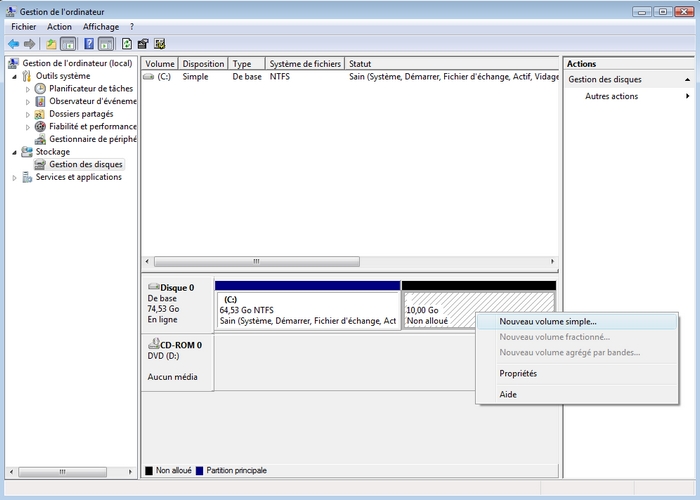 Gestion de l'ordinateur
Fichier Action Affichage ?
Gestion de l'ordinateur (local)
Outils système
Planificateur de tâches
Observateur d'événeme
Dossiers partagés
Fiabilité et performance
Gestionnaire de périphé
Stockage
Gestion des disques
Services et applications
Volume Disposition Type Système de fichiers Statut
(C:) Simple De base NTFS Sain (Système, Démarrer, Fichier d'échange, Actif, Vidage
Actions
Gestion des disques
Autres actions
Disque 0
De base
74,53 Go
En ligne
(C:)
64,53 Go NTFS
Sain (Système, Démarrer, Fichier d'échange, Act
10,00 Go
Non alloué
CD-ROM 0
DVD (D:)
Aucun média
Nouveau volume simple...
Nouveau volume fractionné...
Nouveau volume agrégé par bandes...
Propriétés
Aide
Non alloué Partition principale